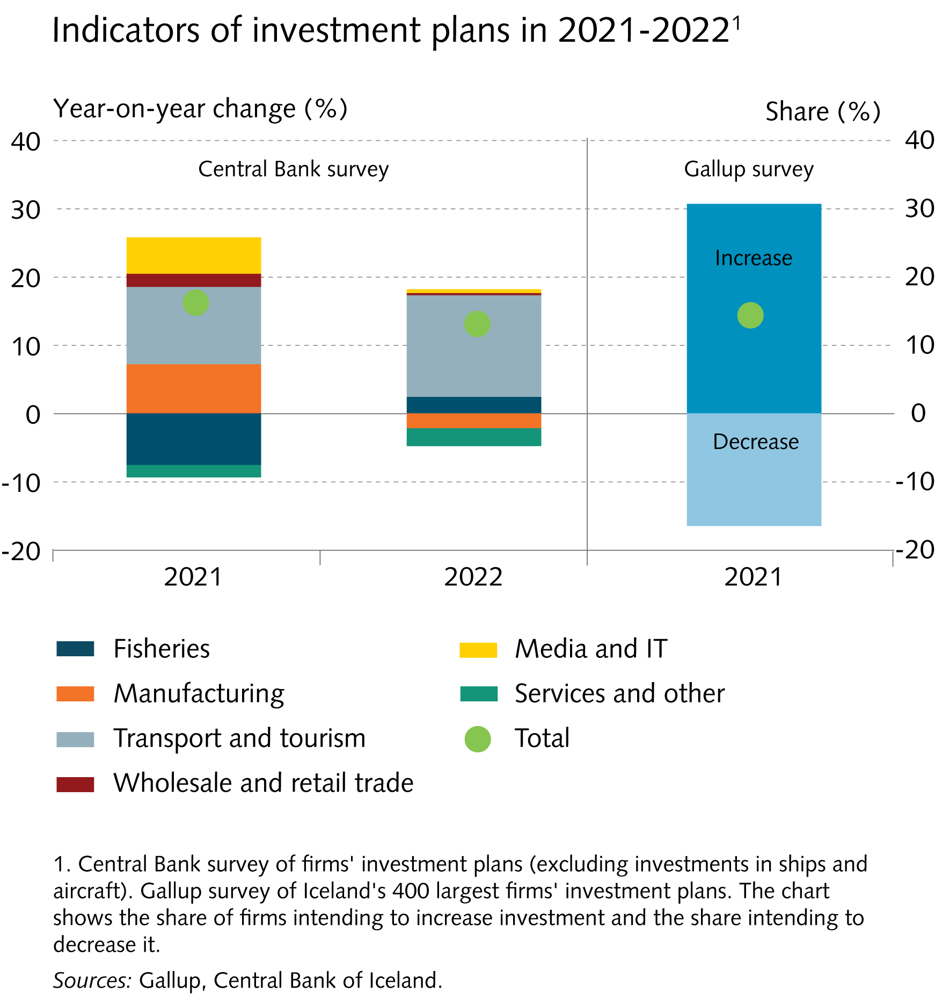 Indicators of investment plans in 2021-2022¹
Year-on-year change (%)
Share (%)
40
40
Central Bank survey
Gallup survey
30
30
Increase
20
20
10
10
0
0
Decrease
-10
-10
-20
-20
2021
2022
2021
Fisheries
Media and IT
Manufacturing
Services and other
Transport and tourism
Total
Wholesale and retail trade
1. Central Bank survey of firms' investment plans (excluding investments in ships and
aircraft). Gallup survey of Iceland's 400 largest firms' investment plans. The chart
shows the share of firms intending to increase investment and the share intending to
decrease it.
Sources: Gallup, Central Bank of Iceland.